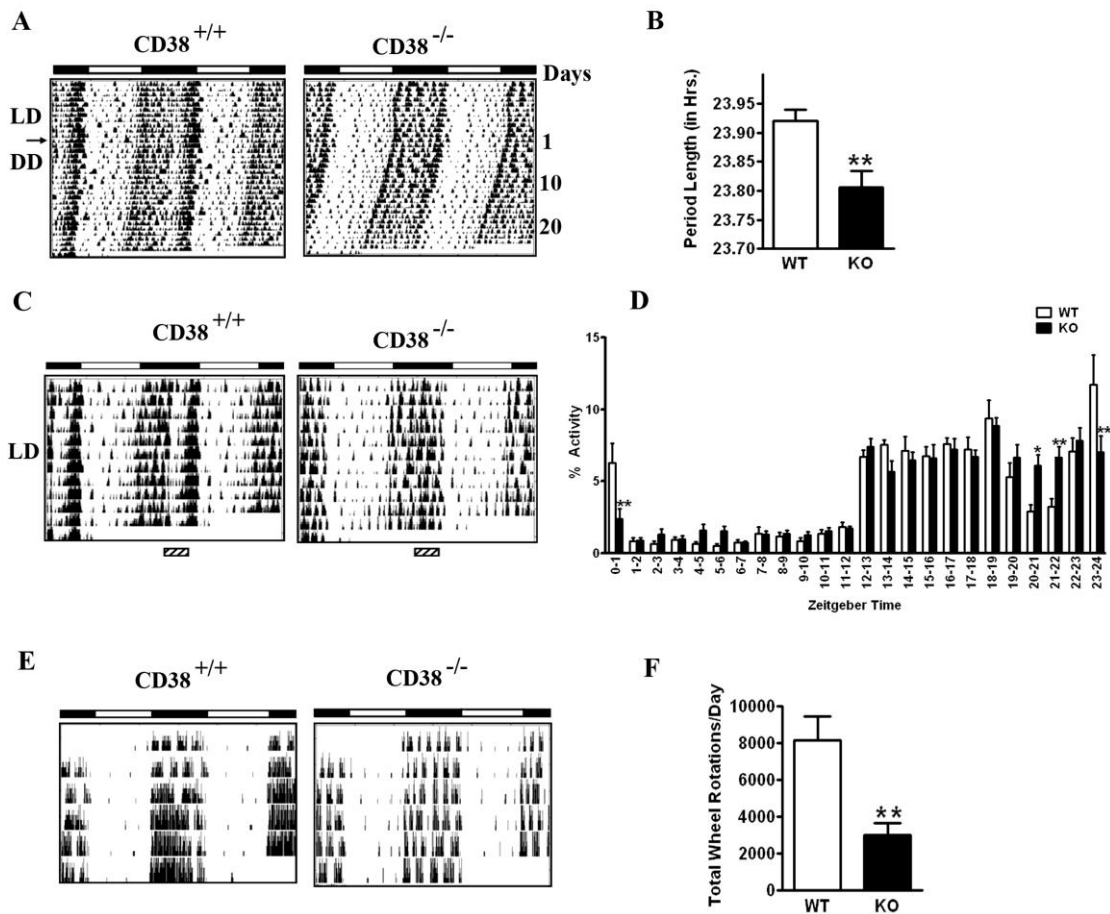 A
CD38 +/+
CD38 -/-
Days
LD
DD
1
10
20
B
Period Length (in Hrs.)
23.95
23.90
23.85
23.80
23.75
23.70
**
WT
KO
C
CD38 +/+
CD38 -/-
LD
D
WT
KO
% Activity
15
10
5
0
**
*
**
**
0-1
1-2
2-3
3-4
4-5
5-6
6-7
7-8
8-9
9-10
10-11
11-12
12-13
13-14
14-15
15-16
16-17
17-18
18-19
19-20
20-21
21-22
22-23
23-24
Zeitgeber Time
E
CD38 +/+
CD38 -/-
F
Total Wheel Rotations/Day
10000
8000
6000
4000
2000
0
**
WT
KO